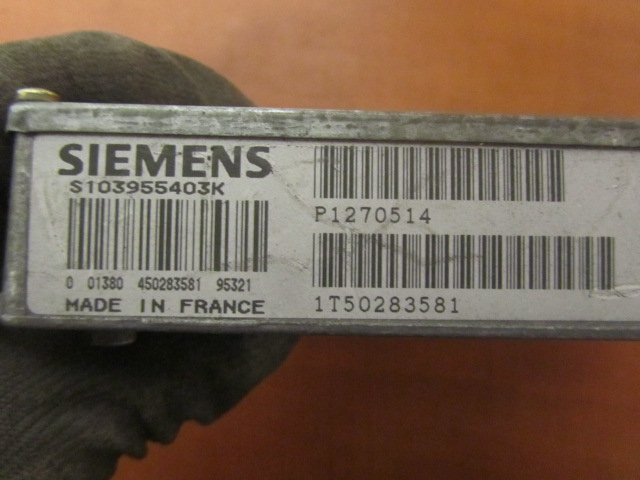 SIEMENS
S103955403K
0 01380 450283581 95321
MADE IN FRANCE
P1270514
1T50283581